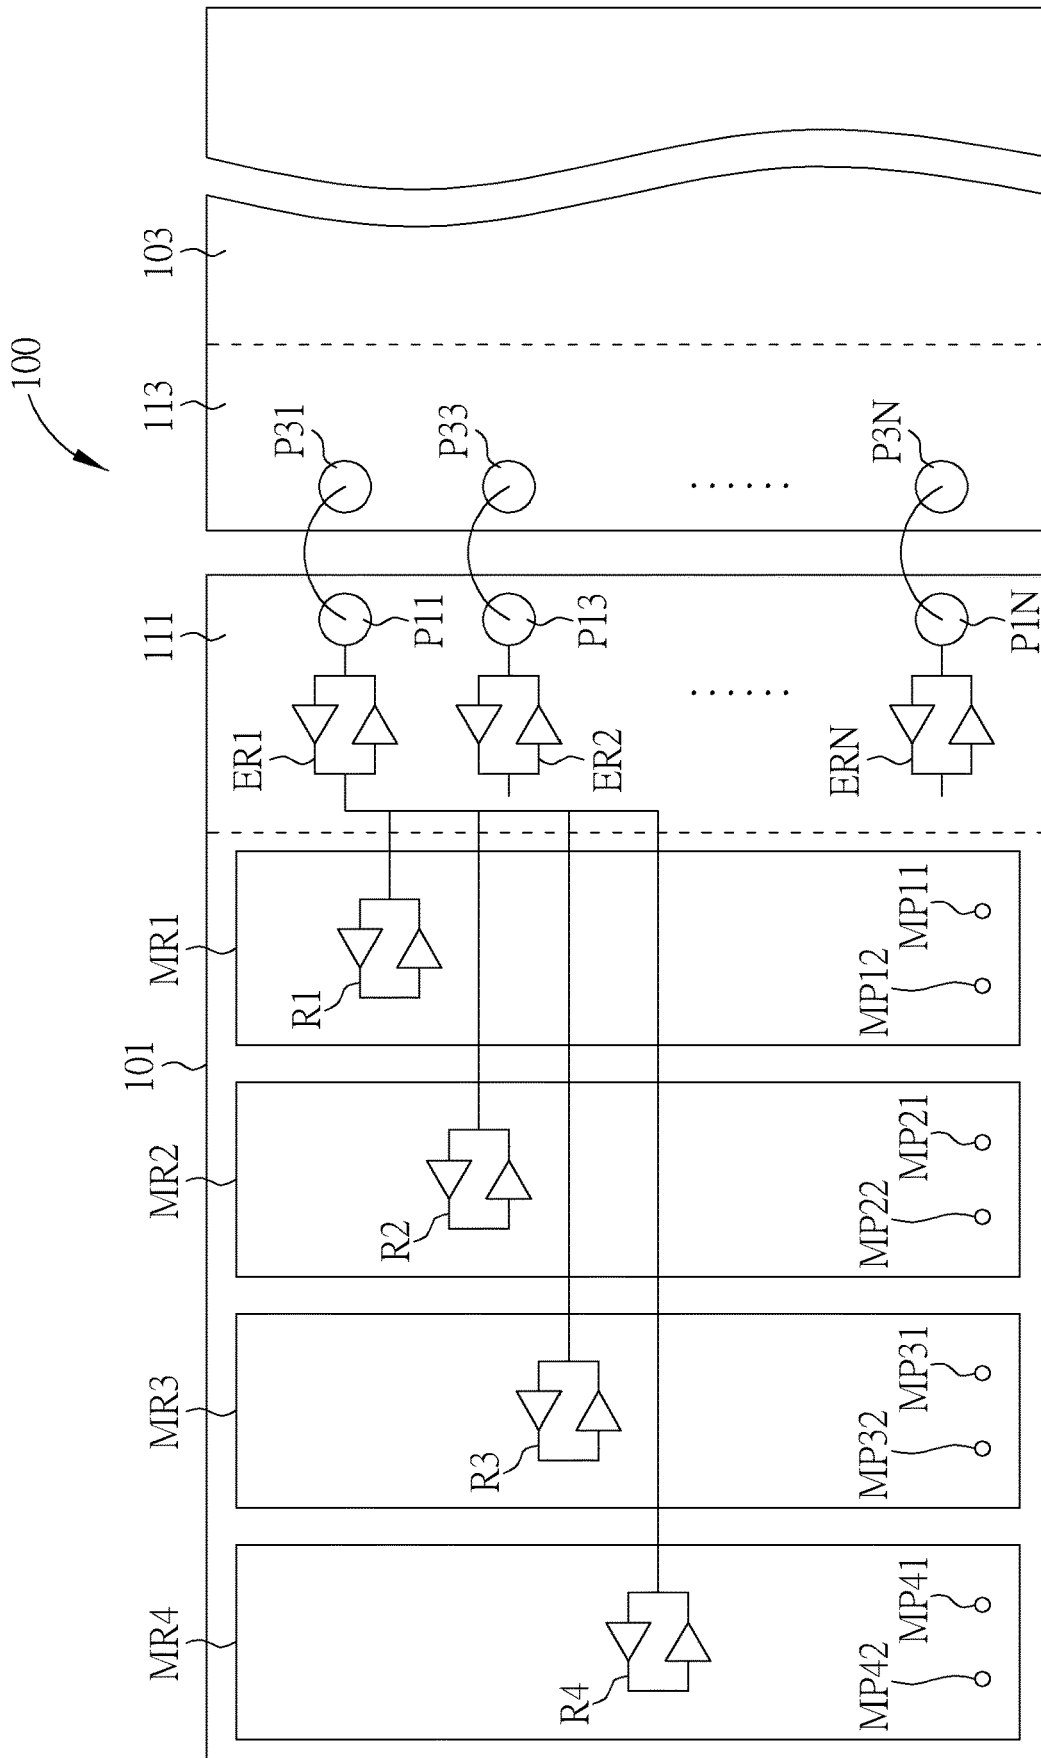 100
MR4
MR3
MR2
101
MR1
111
113
103
R4
R3
R2
R1
ER1
P11
P31
ER2
P13
P33
......
......
MP42
MP41
MP32
MP31
MP22
MP21
MP12
MP11
ERN
P1N
P3N